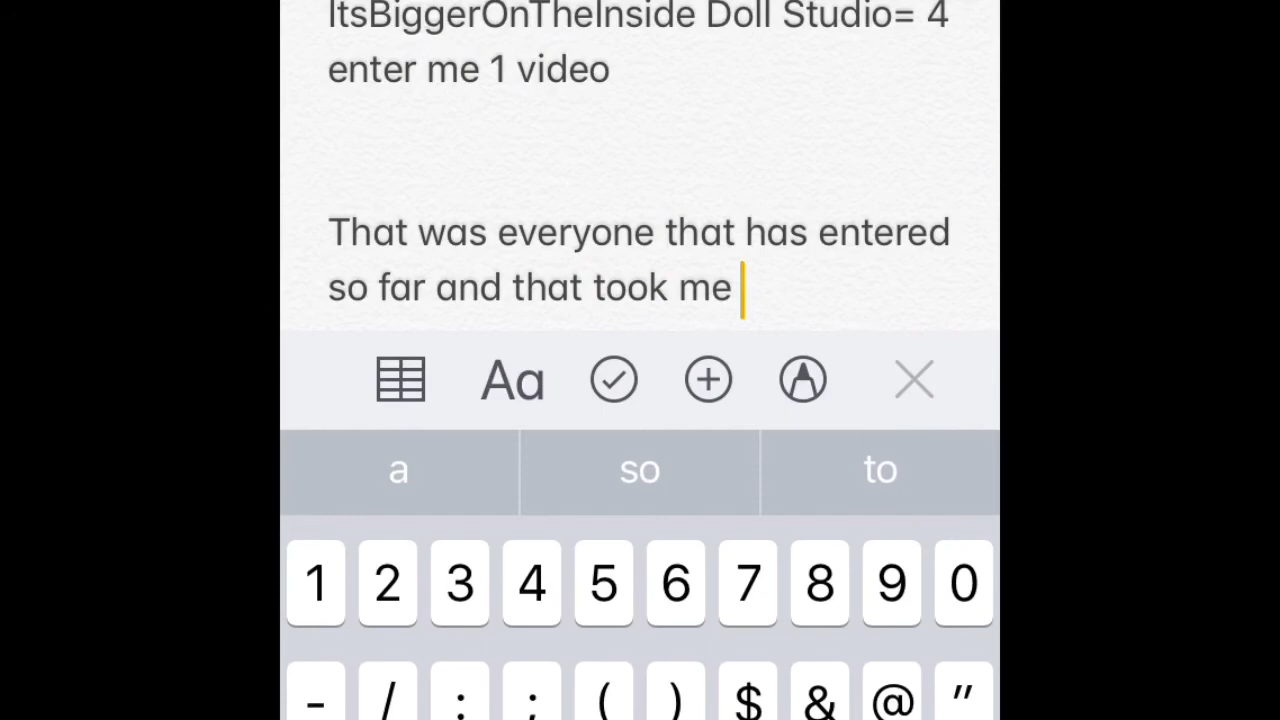 ItsBiggerOnTheInside Doll Studio= 4
enter me 1 video
That was everyone that has entered
so far and that took me
Aa
a so to
1 2 3 4 5 6 7 8 9 0
- / : ; ( ) $ & @ "